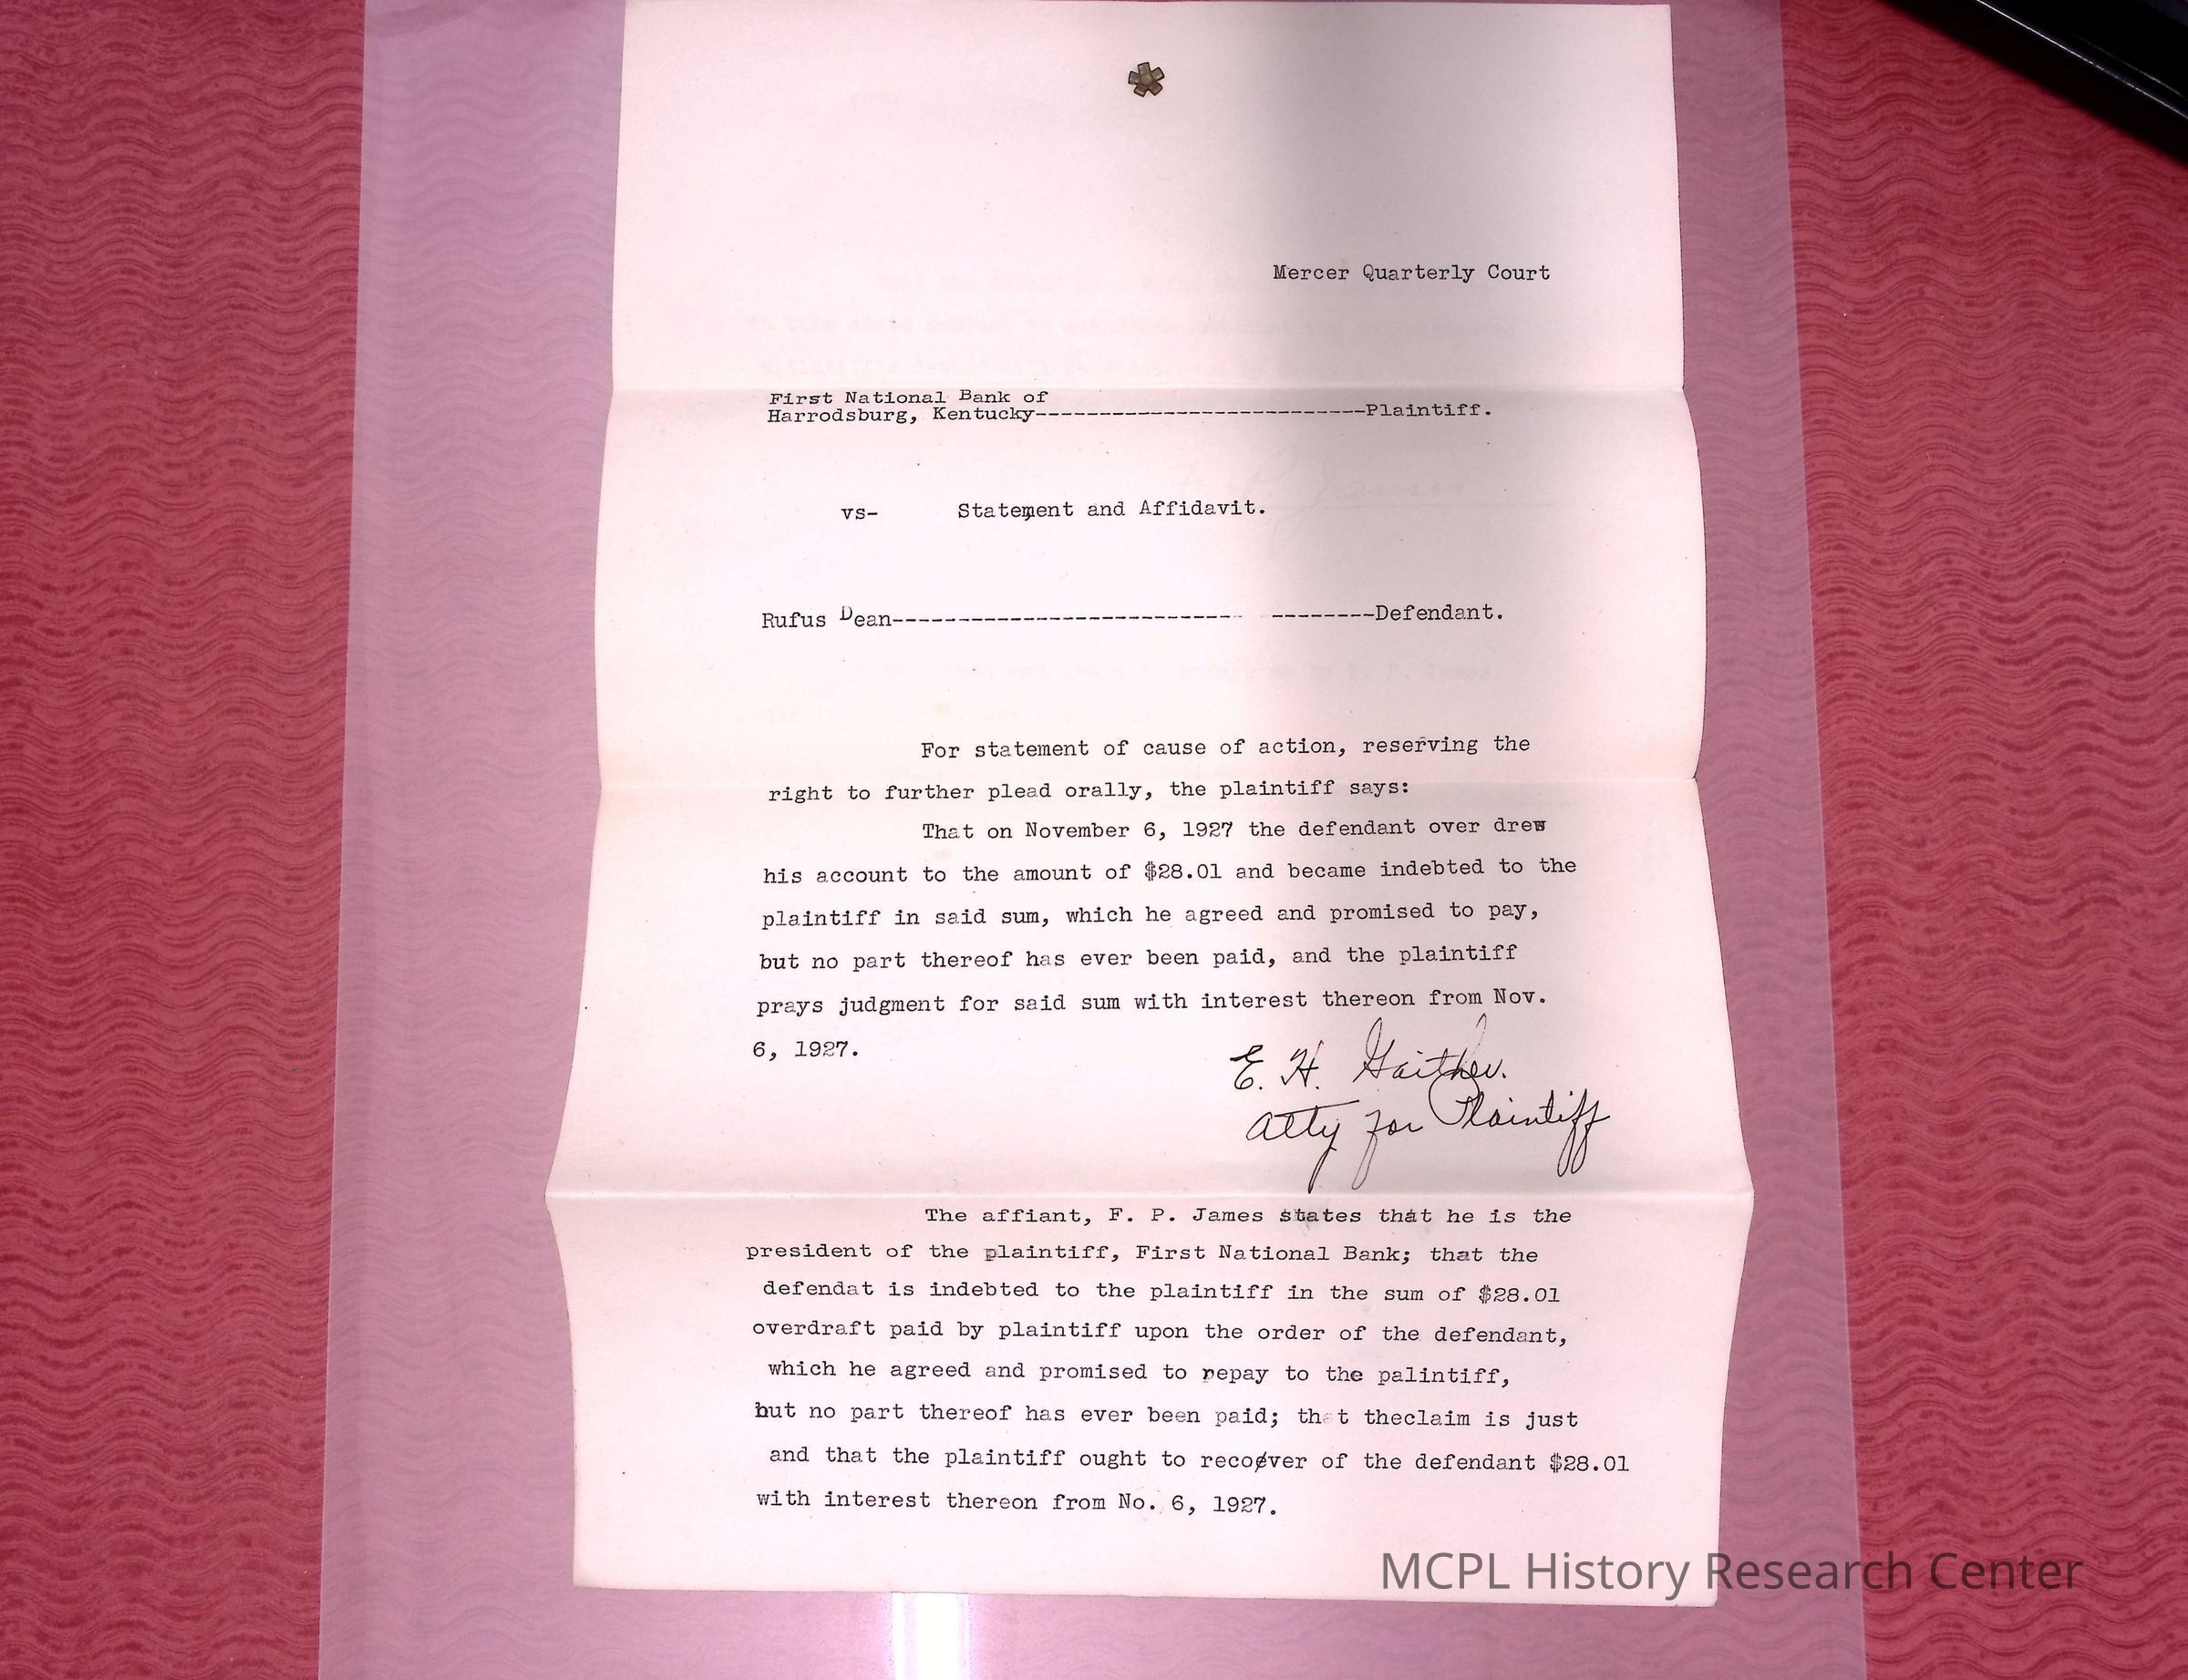 Mercer Quarterly Court
First National Bank of
Harrodsburg, Kentucky--------------------------Plaintiff.
vs- Statement and Affidavit.
Rufus Dean--------------------------- --------Defendant.
For statement of cause of action, reserving the
right to further plead orally, the plaintiff says:
That on November 6, 1927 the defendant over drew
his account to the amount of $28.01 and became indebted to the
plaintiff in said sum, which he agreed and promised to pay,
but no part thereof has ever been paid, and the plaintiff
prays judgment for said sum with interest thereon from Nov.
6, 1927.
E. H. Gaither.
Atty for Plaintiff
The affiant, F. P. James states that he is the
president of the plaintiff, First National Bank; that the
defendat is indebted to the plaintiff in the sum of $28.01
overdraft paid by plaintiff upon the order of the defendant,
which he agreed and promised to repay to the palintiff,
but no part thereof has ever been paid; that theclaim is just
and that the plaintiff ought to recover of the defendant $28.01
with interest thereon from No. 6, 1927.
MCPL History Research Center